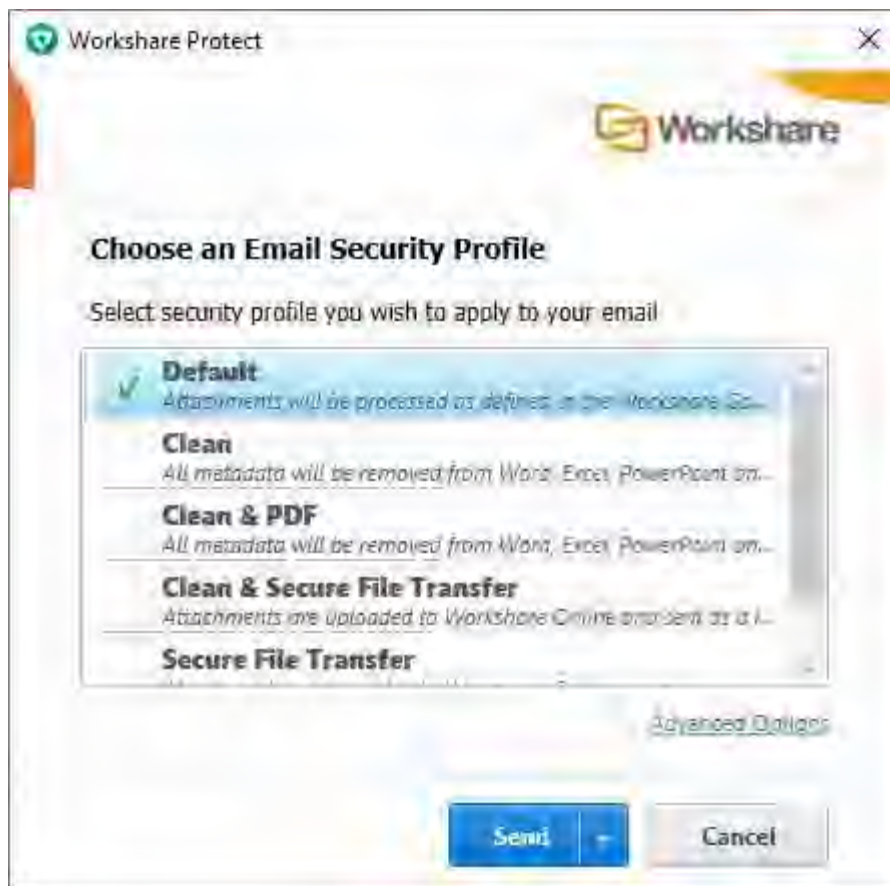 Workshare Protect
Workshare
Choose an Email Security Profile
Select security profile you wish to apply to your email
Default
Attachments will be processed as defined in the Workshare Co...
Clean
All metadata will be removed from Word, Excel, PowerPoint an...
Clean & PDF
All metadata will be removed from Word, Excel, PowerPoint an...
Clean & Secure File Transfer
Attachments are uploaded to Workshare Online and sent as a l...
Secure File Transfer
Advanced Options
Send
Cancel